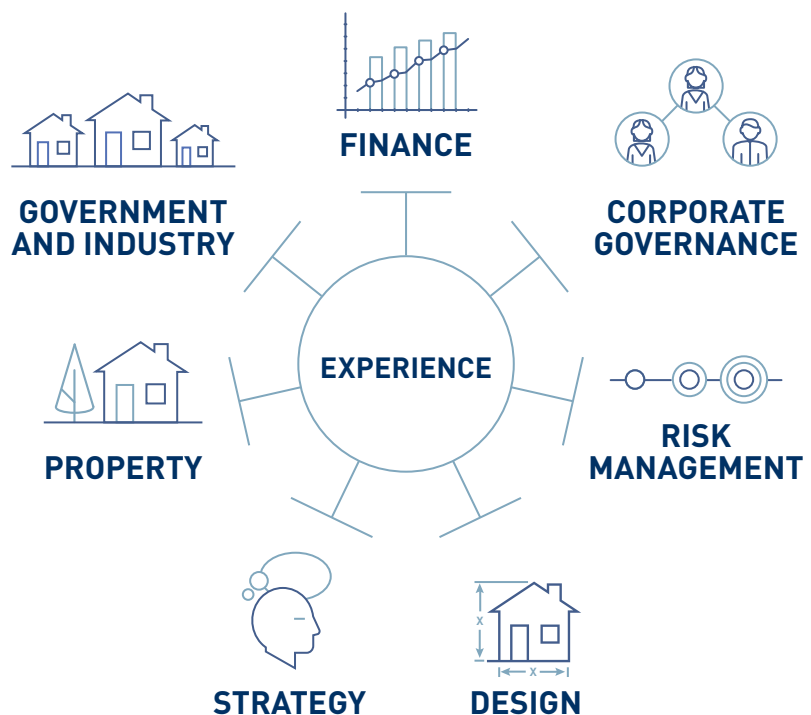 FINANCE
GOVERNMENT
AND INDUSTRY
CORPORATE
GOVERNANCE
EXPERIENCE
PROPERTY
RISK
MANAGEMENT
x
x
STRATEGY
DESIGN